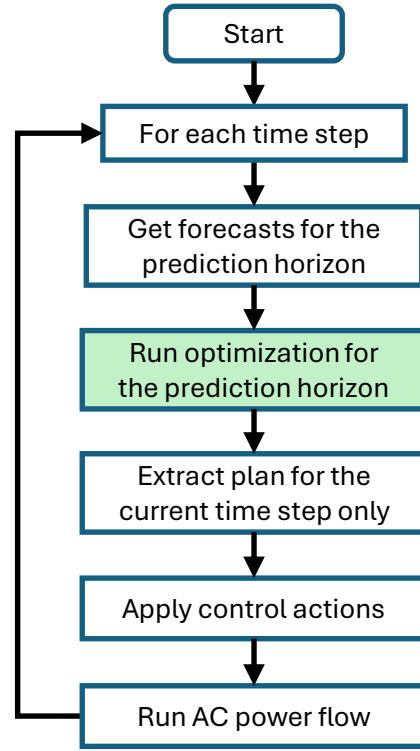 Start
For each time step
Get forecasts for the
prediction horizon
Run optimization for
the prediction horizon
Extract plan for the
current time step only
Apply control actions
Run AC power flow